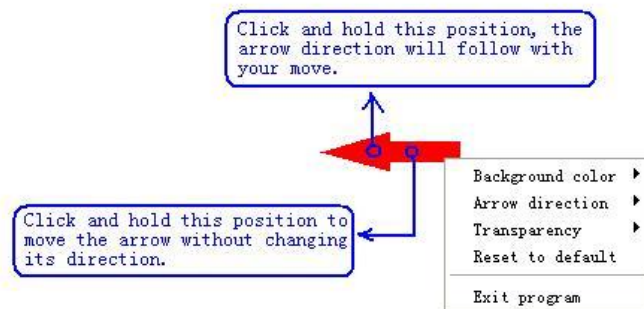 Click and hold this position, the
arrow direction will follow with
your move.
Background color
Arrow direction
Transparency
Reset to default
Exit program
Click and hold this position to
move the arrow without changing
its direction.